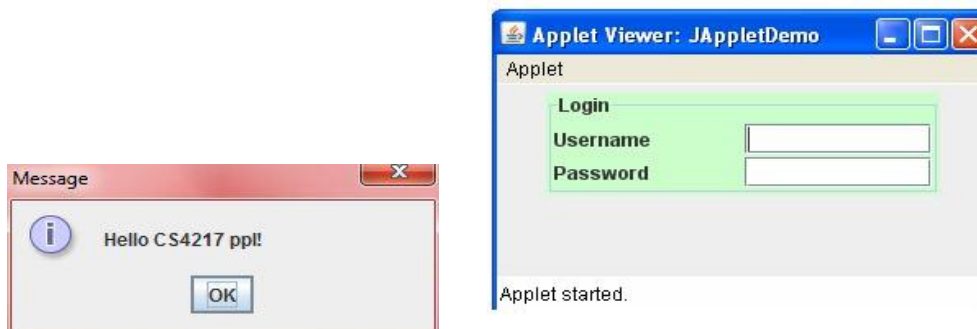 Message
Hello CS4217 ppl!
OK
Applet Viewer: JAppletDemo
Applet
Login
Username
Password
Applet started.